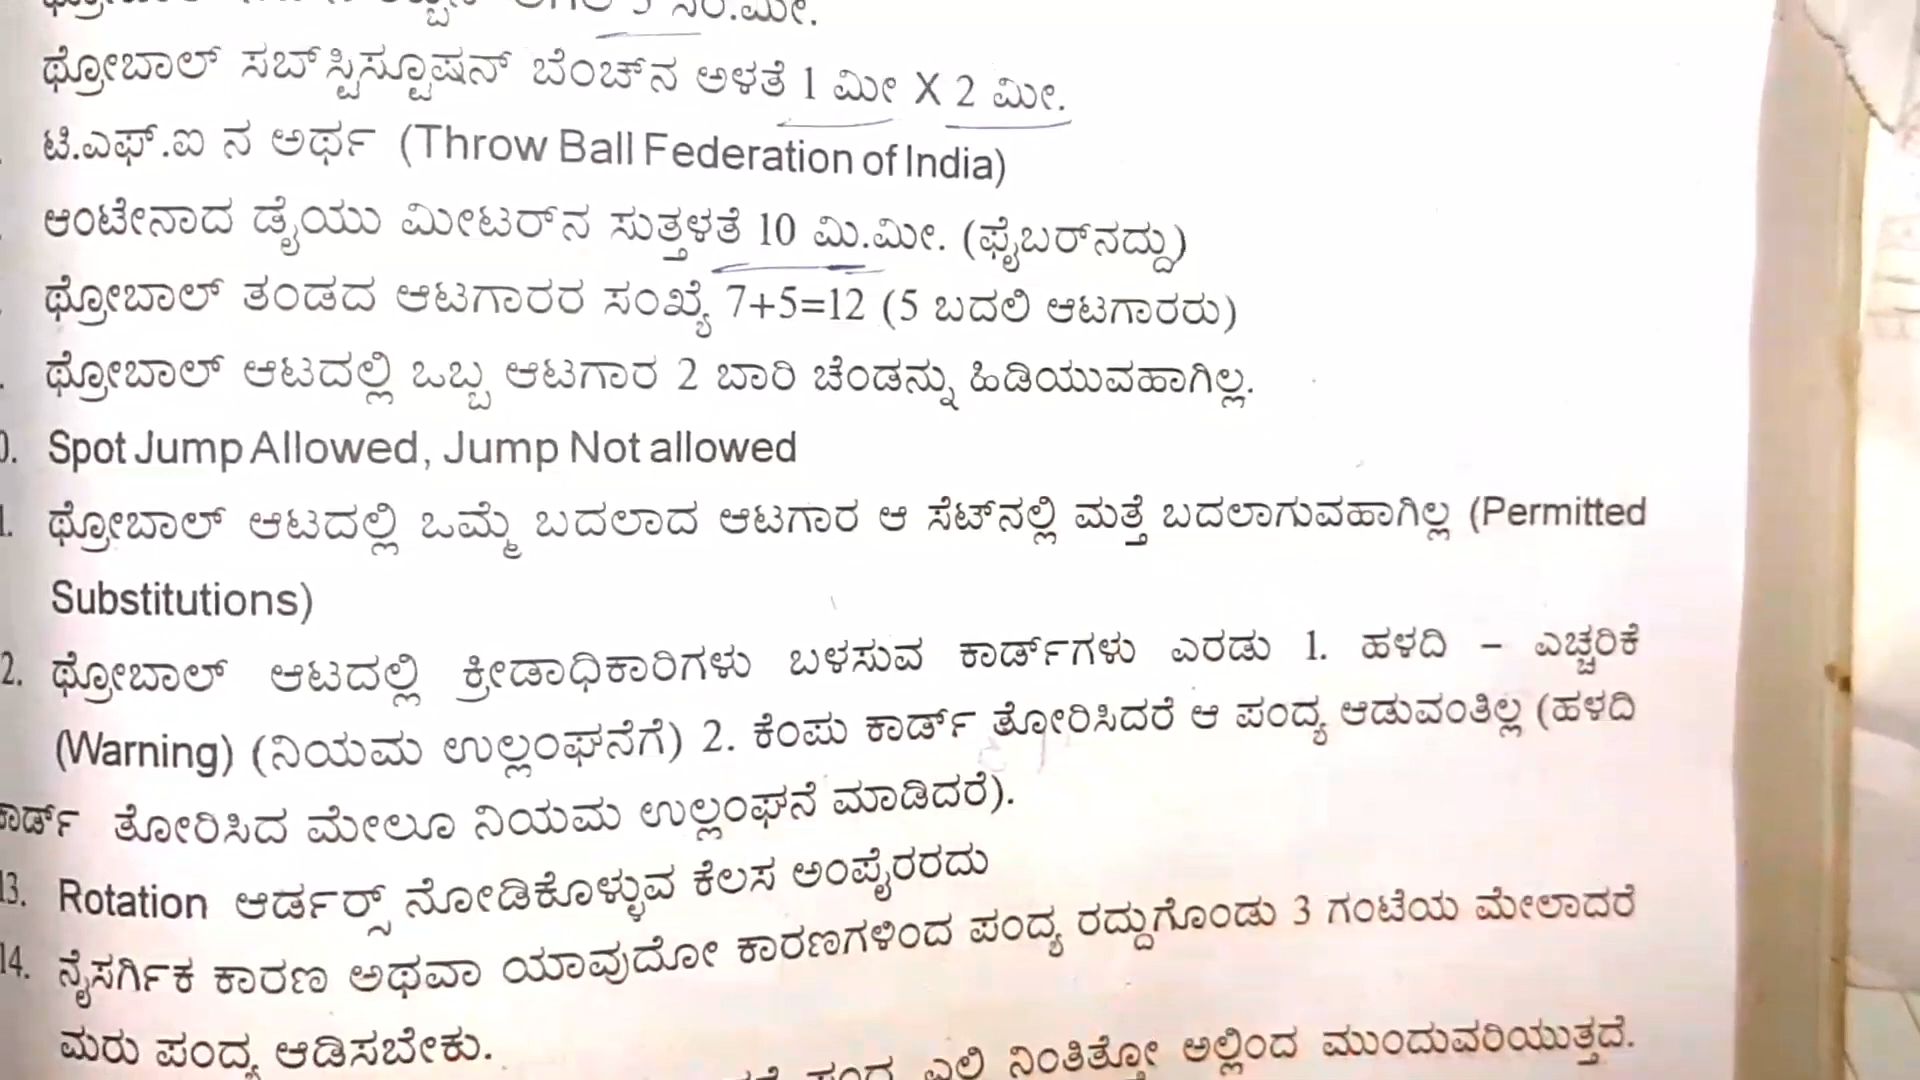 5 ಸೆಂ.ಮೀ.
ಥ್ರೋಬಾಲ್ ಸಬ್‌ಸ್ಟಿಸ್ಟೂಷನ್ ಬೆಂಚ್‌ನ ಅಳತೆ 1 ಮೀ X 2 ಮೀ.
ಟಿ.ಎಫ್.ಐ ನ ಅರ್ಥ (Throw Ball Federation of India)
ಆಂಟೇನಾದ ಡೈಯು ಮೀಟರ್‌ನ ಸುತ್ತಳತೆ 10 ಮಿ.ಮೀ. (ಫೈಬರ್‌ನದ್ದು)
ಥ್ರೋಬಾಲ್ ತಂಡದ ಆಟಗಾರರ ಸಂಖ್ಯೆ 7+5=12 (5 ಬದಲಿ ಆಟಗಾರರು)
ಥ್ರೋಬಾಲ್ ಆಟದಲ್ಲಿ ಒಬ್ಬ ಆಟಗಾರ 2 ಬಾರಿ ಚೆಂಡನ್ನು ಹಿಡಿಯುವಹಾಗಿಲ್ಲ.
0. Spot Jump Allowed, Jump Not allowed
1. ಥ್ರೋಬಾಲ್ ಆಟದಲ್ಲಿ ಒಮ್ಮೆ ಬದಲಾದ ಆಟಗಾರ ಆ ಸೆಟ್‌ನಲ್ಲಿ ಮತ್ತೆ ಬದಲಾಗುವಹಾಗಿಲ್ಲ (Permitted
Substitutions)
2. ಥ್ರೋಬಾಲ್ ಆಟದಲ್ಲಿ ಕ್ರೀಡಾಧಿಕಾರಿಗಳು ಬಳಸುವ ಕಾರ್ಡ್‌ಗಳು ಎರಡು 1. ಹಳದಿ – ಎಚ್ಚರಿಕೆ
(Warning) (ನಿಯಮ ಉಲ್ಲಂಘನೆಗೆ) 2. ಕೆಂಪು ಕಾರ್ಡ್ ತೋರಿಸಿದರೆ ಆ ಪಂದ್ಯ ಆಡುವಂತಿಲ್ಲ (ಹಳದಿ
ಕಾರ್ಡ್ ತೋರಿಸಿದ ಮೇಲೂ ನಿಯಮ ಉಲ್ಲಂಘನೆ ಮಾಡಿದರೆ).
13. Rotation ಆರ್ಡರ್‍ಸ್ ನೋಡಿಕೊಳ್ಳುವ ಕೆಲಸ ಅಂಪೈರರದು
14. ನೈಸರ್ಗಿಕ ಕಾರಣ ಅಥವಾ ಯಾವುದೋ ಕಾರಣಗಳಿಂದ ಪಂದ್ಯ ರದ್ದುಗೊಂಡು 3 ಗಂಟೆಯ ಮೇಲಾದರೆ
ಮರು ಪಂದ್ಯ ಆಡಿಸಬೇಕು.
ನಿಂತಿತ್ತೋ ಅಲ್ಲಿಂದ ಮುಂದುವರಿಯುತ್ತದೆ.